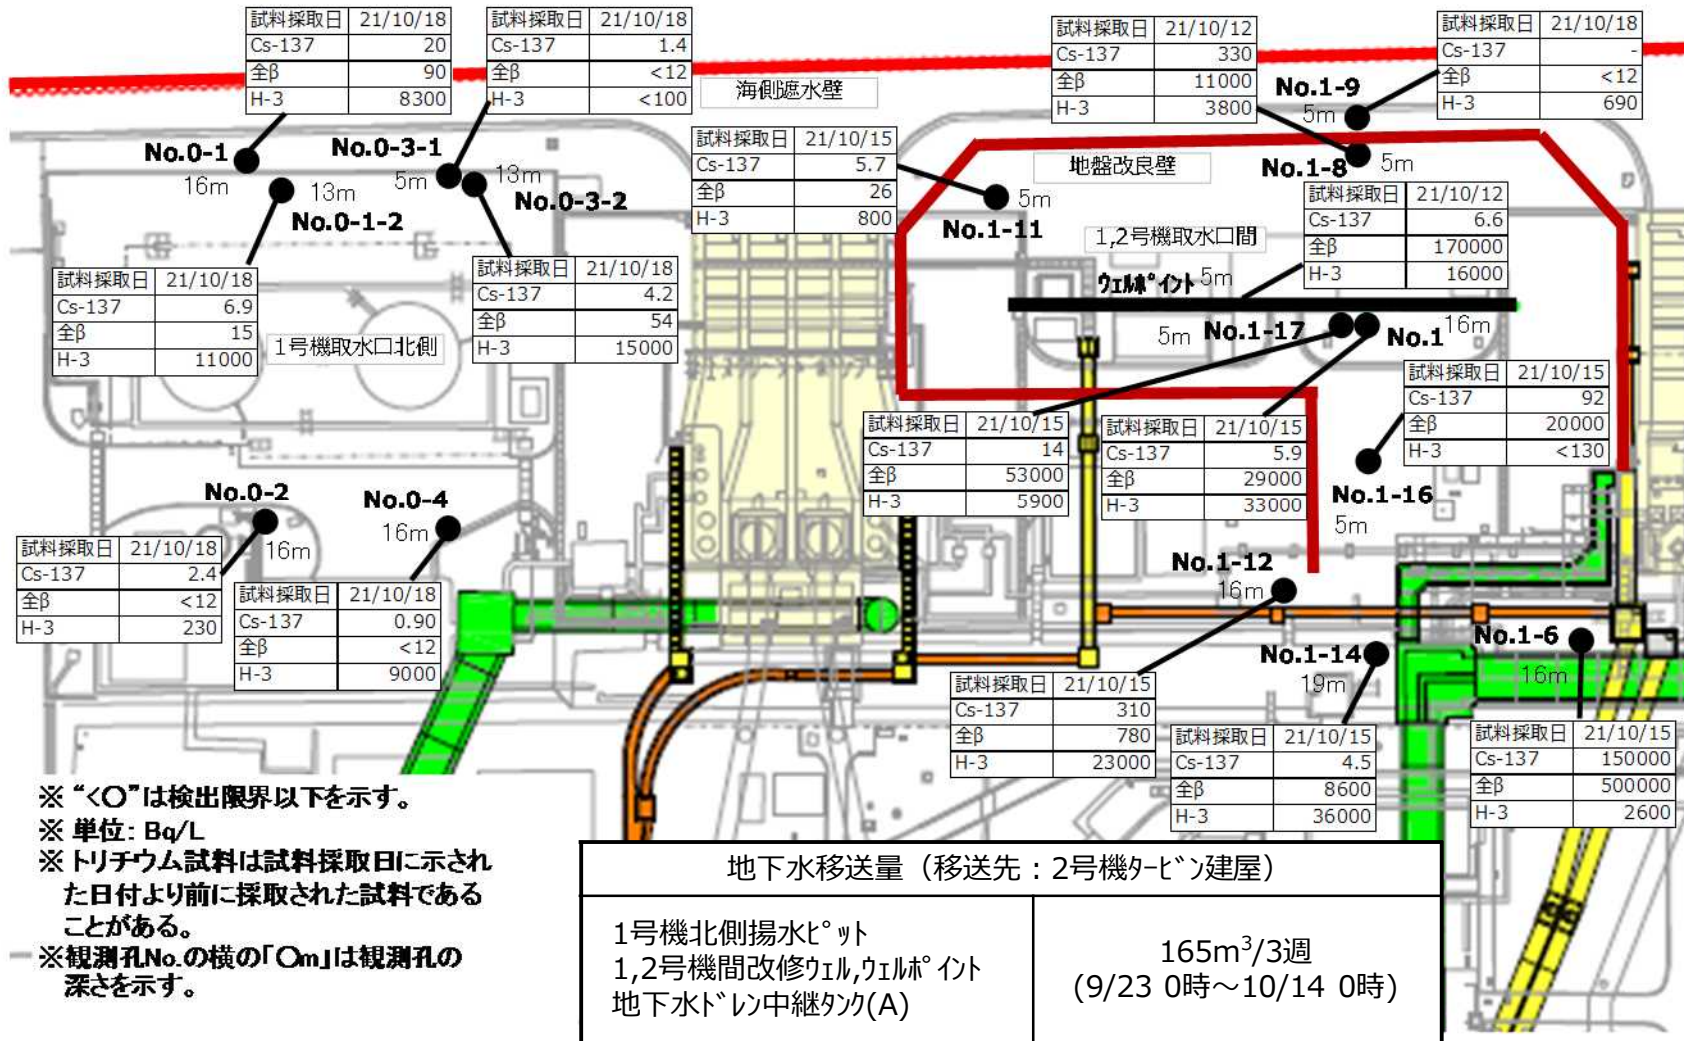 試料採取日 21/10/18
Cs-137 20
全β 90
H-3 8300
試料採取日 21/10/18
Cs-137 1.4
全β <12
H-3 <100
海側遮水壁
試料採取日 21/10/12
Cs-137 330
全β 11000
H-3 3800
試料採取日 21/10/18
Cs-137 -
全β <12
H-3 690
No.1-9
5m
No.0-1
16m
No.0-3-1
5m
13m
No.0-1-2
13m
No.0-3-2
試料採取日 21/10/15
Cs-137 5.7
全β 26
H-3 800
5m
No.1-11
地盤改良壁
No.1-8
5m
試料採取日 21/10/12
Cs-137 6.6
全β 170000
H-3 16000
1,2号機取水口間
ウェルポイント 5m
試料採取日 21/10/18
Cs-137 6.9
全β 15
H-3 11000
1号機取水口北側
試料採取日 21/10/18
Cs-137 4.2
全β 54
H-3 15000
5m No.1-17
No.1
16m
試料採取日 21/10/15
Cs-137 92
全β 20000
H-3 <130
試料採取日 21/10/15
Cs-137 14
全β 53000
H-3 5900
試料採取日 21/10/15
Cs-137 5.9
全β 29000
H-3 33000
No.1-16
5m
No.0-2
16m
No.0-4
16m
試料採取日 21/10/18
Cs-137 2.4
全β <12
H-3 230
試料採取日 21/10/18
Cs-137 0.90
全β <12
H-3 9000
No.1-12
16m
No.1-14
19m
No.1-6
16m
試料採取日 21/10/15
Cs-137 310
全β 780
H-3 23000
試料採取日 21/10/15
Cs-137 4.5
全β 8600
H-3 36000
試料採取日 21/10/15
Cs-137 150000
全β 500000
H-3 2600
※ “<〇”は検出限界以下を示す。
※ 単位: Bq/L
※トリチウム試料は試料採取日に示され
た日付より前に採取された試料である
ことがある。
※観測孔No.の横の「〇m」は観測孔の
深さを示す。
地下水移送量（移送先：2号機タービン建屋）
1号機北側揚水ピット
1,2号機間改修ウェル,ウェルポイント
地下水ドレン中継タンク(A)
165m³/3週
(9/23 0時～10/14 0時)